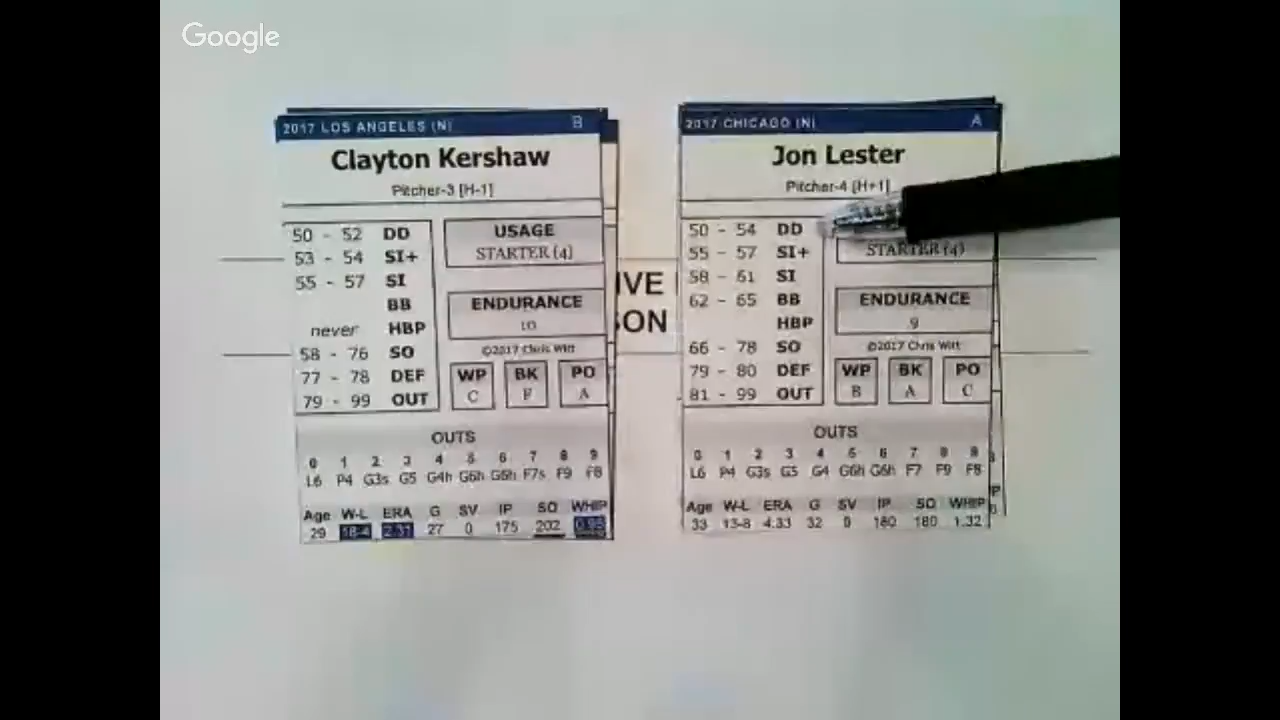 Google
2017 LOS ANGELES (N) B
Clayton Kershaw
Pitcher-3 [H-1]
50 - 52 DD
53 - 54 SI+
55 - 57 SI
BB
never HBP
58 - 76 SO
77 - 78 DEF
79 - 99 OUT
USAGE
STARTER (4)
ENDURANCE
10
©2017 Chris Witt
WP BK PO
C F A
OUTS
0 1 2 3 4 5 6 7 8 9
L6 P4 G3s G5 G4h G6h G6h F7s F9 F8
Age W-L ERA G SV IP SO WHIP
29 18-4 2.31 27 0 175 202 0.95
IVE
SON
2017 CHICAGO (N) A
Jon Lester
Pitcher-4 [H+1]
50 - 54 DD
55 - 57 SI+
58 - 61 SI
62 - 65 BB
HBP
66 - 78 SO
79 - 80 DEF
81 - 99 OUT
STARTER (4)
ENDURANCE
9
©2017 Chris Witt
WP BK PO
B A C
OUTS
0 1 2 3 4 5 6 7 8 9
L6 P4 G3s G5 G4 G6h G6h F7 F9 F8
Age W-L ERA G SV IP SO WHIP
33 13-8 4.33 32 0 180 180 1.32